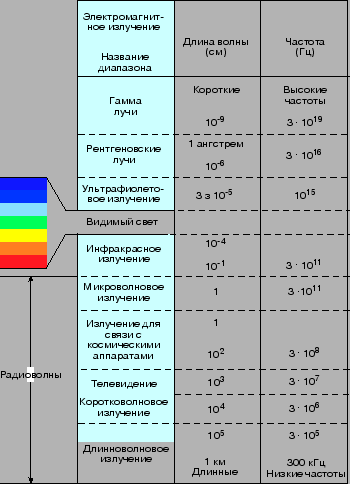 Электромагнит-
ное излучение
Название
диапазона
Длина волны
(см)
Частота
(Гц)
Гамма
лучи
Короткие
10-9
Высокие
частоты
3 · 1019
Рентгеновские
лучи
1 ангстрем
10-6
3 · 1016
Ультрафиолето-
вое излучение
3 з 10-5
1015
Видимый свет
Инфракрасное
излучение
10-4
10-1
3 · 1011
Микроволновое
излучение
1
3 ·1011
Излучение для
связи с
космическими
аппаратами
1
102
3 · 108
Радиоволны
Телевидение
103
3 · 107
Коротковолновое
излучение
104
3 · 106
105
3 · 105
Длинноволновое
излучение
1 км
Длинные
300 кГц
Низкие частоты